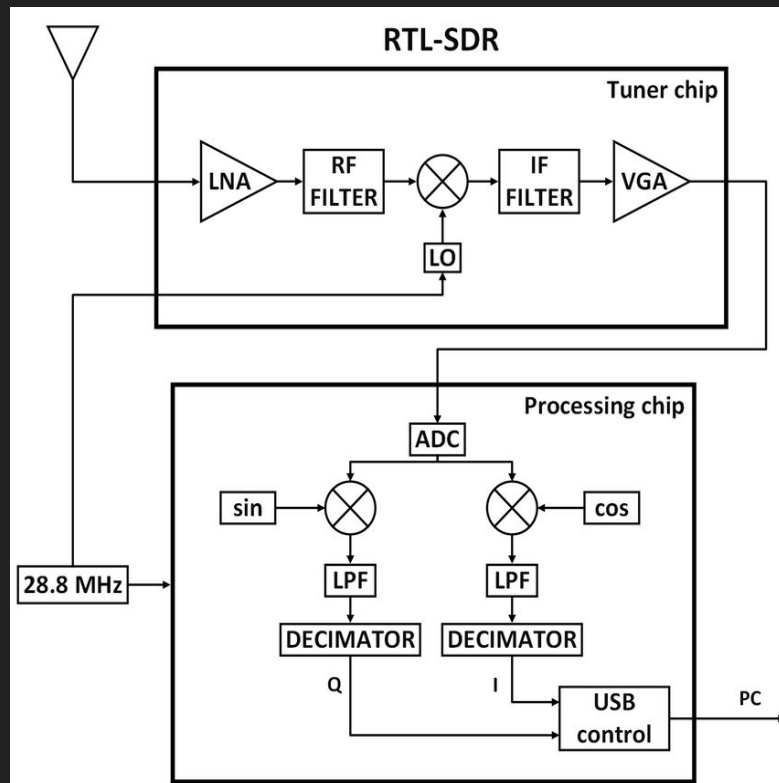 RTL-SDR
Tuner chip
LNA
RF
FILTER
IF
FILTER
VGA
LO
Processing chip
ADC
sin
cos
28.8 MHz
LPF
LPF
DECIMATOR
DECIMATOR
Q
I
USB
control
PC